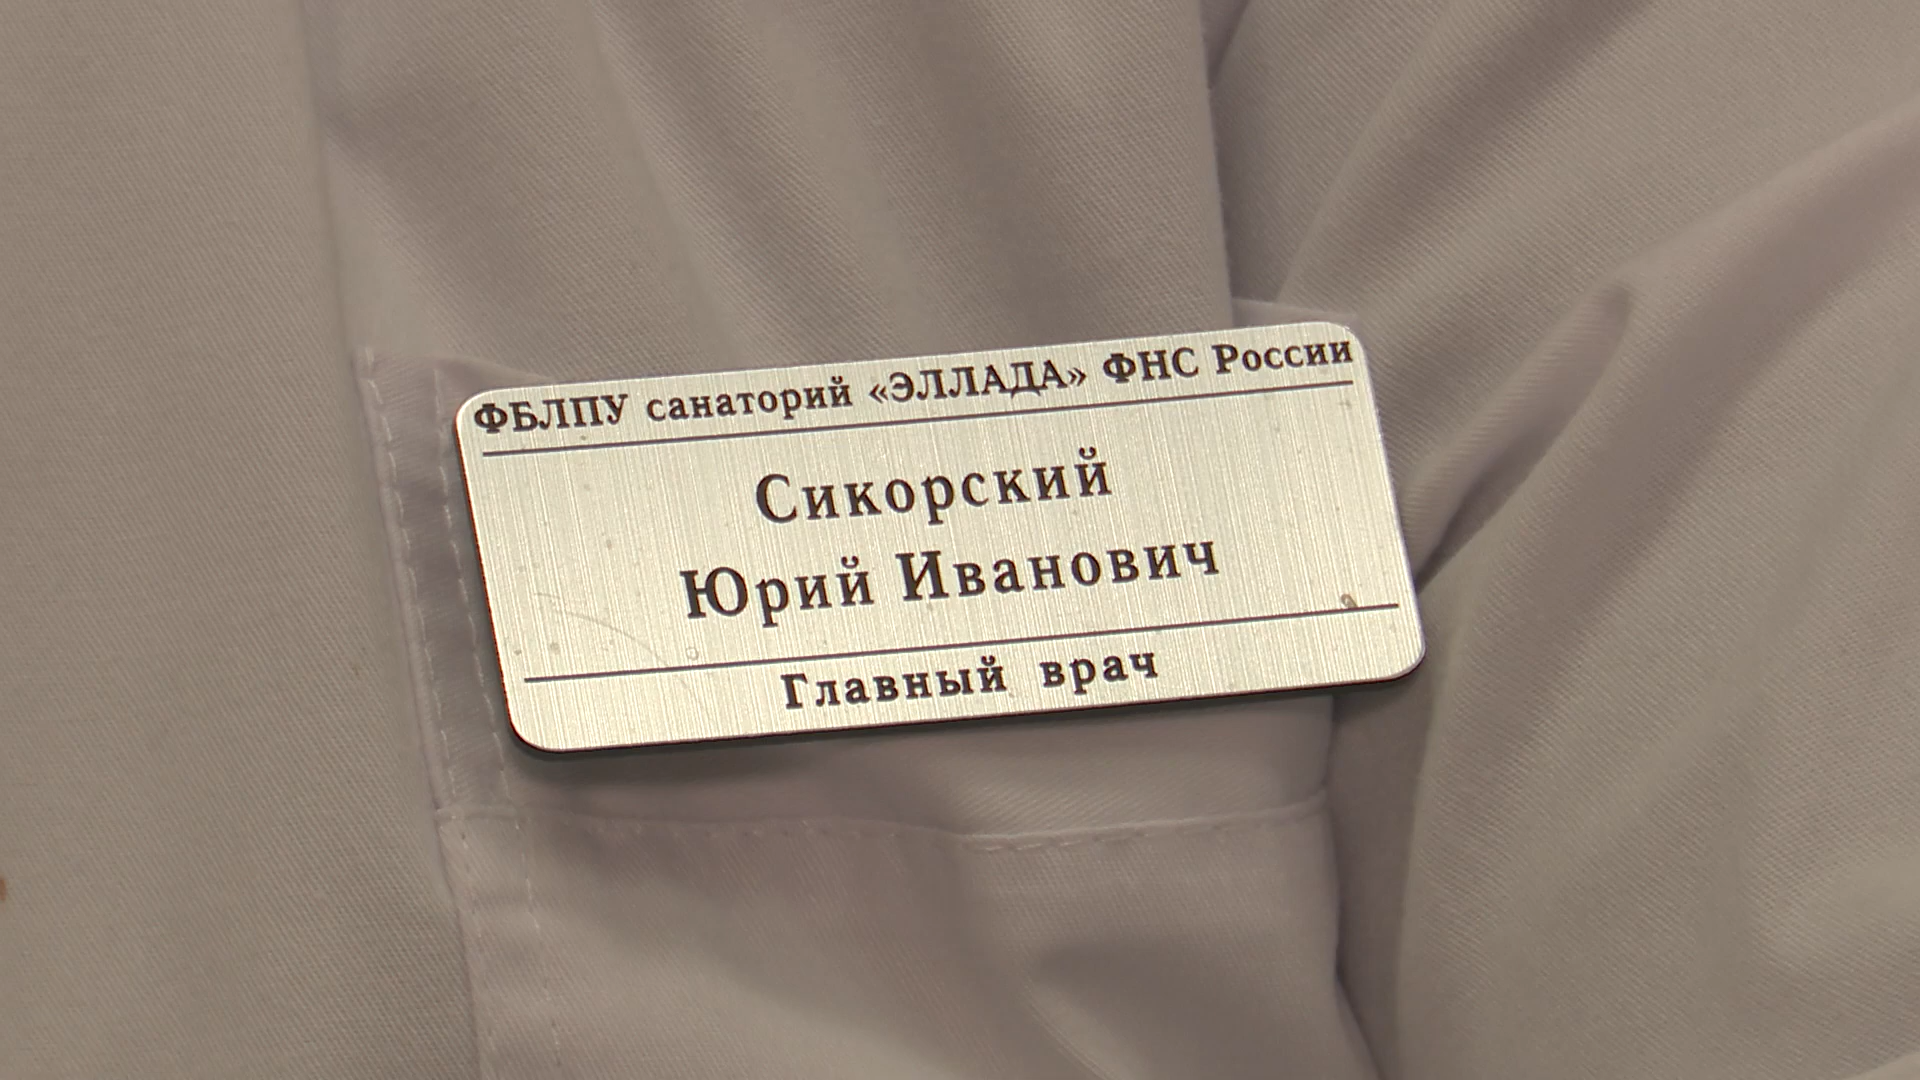 ФБЛПУ санаторий «ЭЛЛАДА» ФНС России
Сикорский
Юрий Иванович
Главный врач